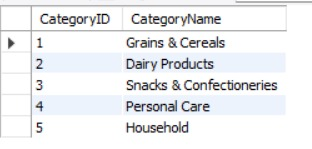 CategoryID CategoryName
1 Grains & Cereals
2 Dairy Products
3 Snacks & Confectioneries
4 Personal Care
5 Household